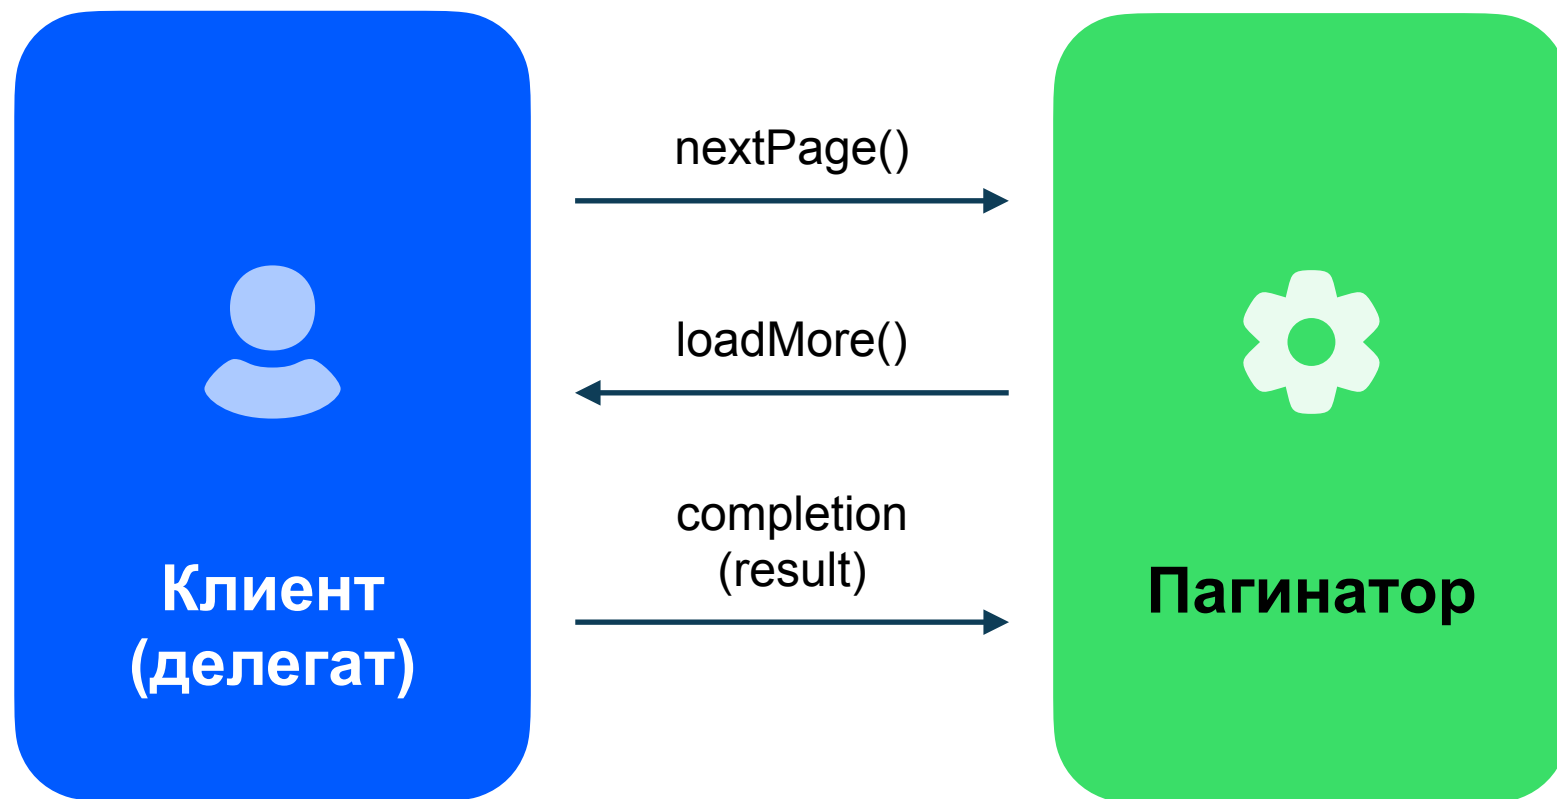 nextPage()
loadMore()
completion
(result)
Клиент
(делегат)
Пагинатор